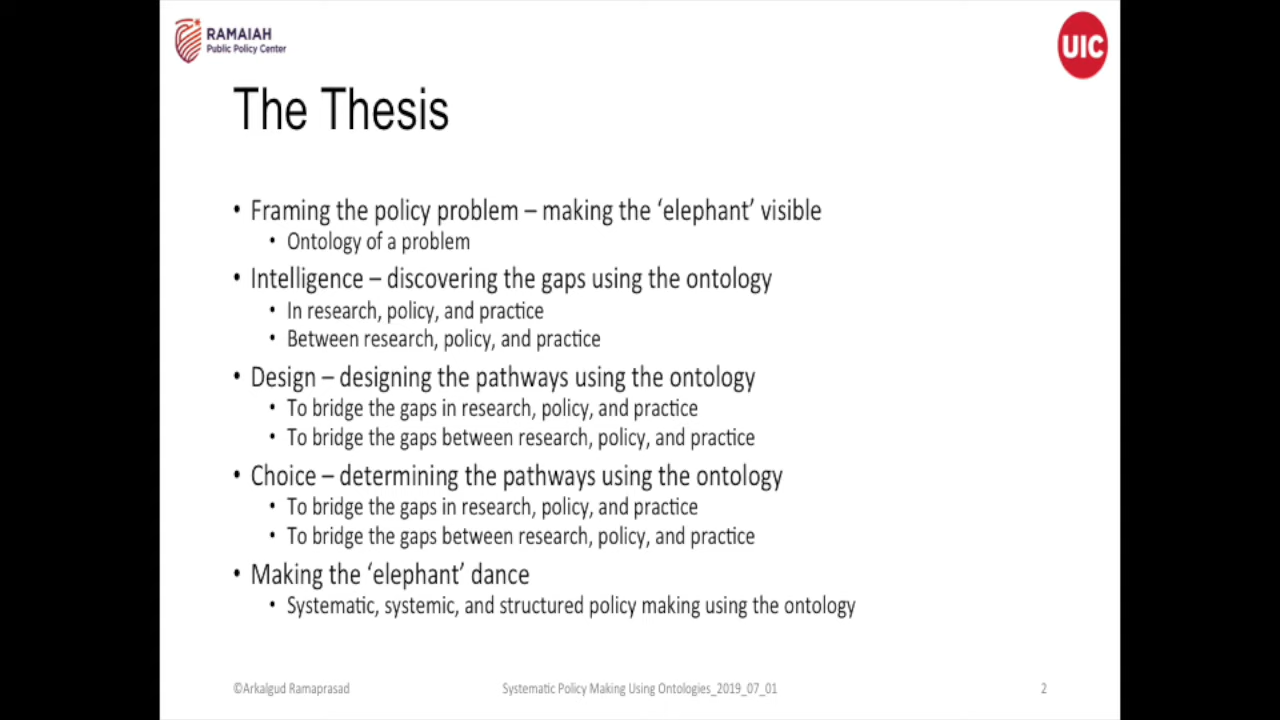 RAMAIAH
Public Policy Center
UIC
The Thesis
• Framing the policy problem – making the ‘elephant’ visible
• Ontology of a problem
• Intelligence – discovering the gaps using the ontology
• In research, policy, and practice
• Between research, policy, and practice
• Design – designing the pathways using the ontology
• To bridge the gaps in research, policy, and practice
• To bridge the gaps between research, policy, and practice
• Choice – determining the pathways using the ontology
• To bridge the gaps in research, policy, and practice
• To bridge the gaps between research, policy, and practice
• Making the ‘elephant’ dance
• Systematic, systemic, and structured policy making using the ontology
©Arkalgud Ramaprasad
Systematic Policy Making Using Ontologies_2019_07_01
2